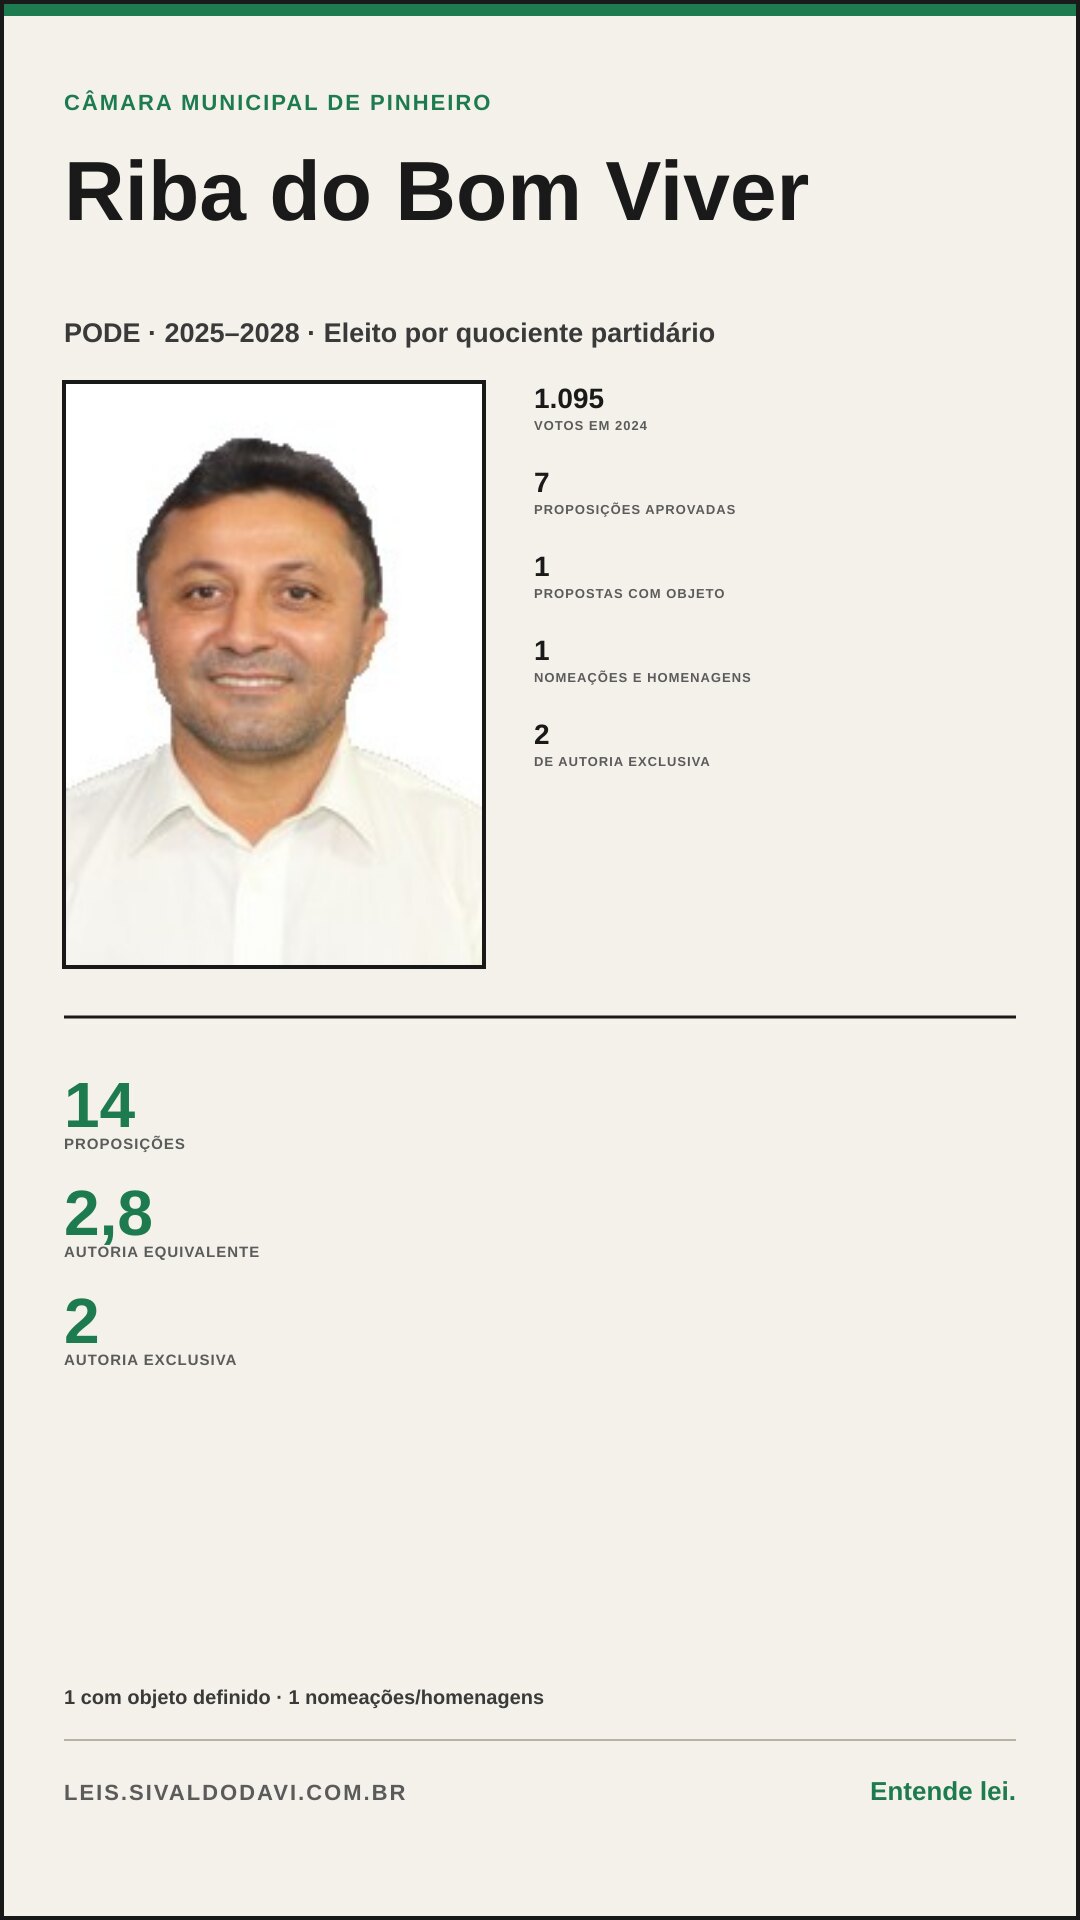 CÂMARA MUNICIPAL DE PINHEIRO
Riba do Bom Viver
PODE · 2025–2028 · Eleito por quociente partidário
1.095
VOTOS EM 2024
7
PROPOSIÇÕES APROVADAS
1
PROPOSTAS COM OBJETO
1
NOMEAÇÕES E HOMENAGENS
2
DE AUTORIA EXCLUSIVA
14
PROPOSIÇÕES
2,8
AUTORIA EQUIVALENTE
2
AUTORIA EXCLUSIVA
1 com objeto definido · 1 nomeações/homenagens
LEIS.SIVALDODAVI.COM.BR
Entende lei.